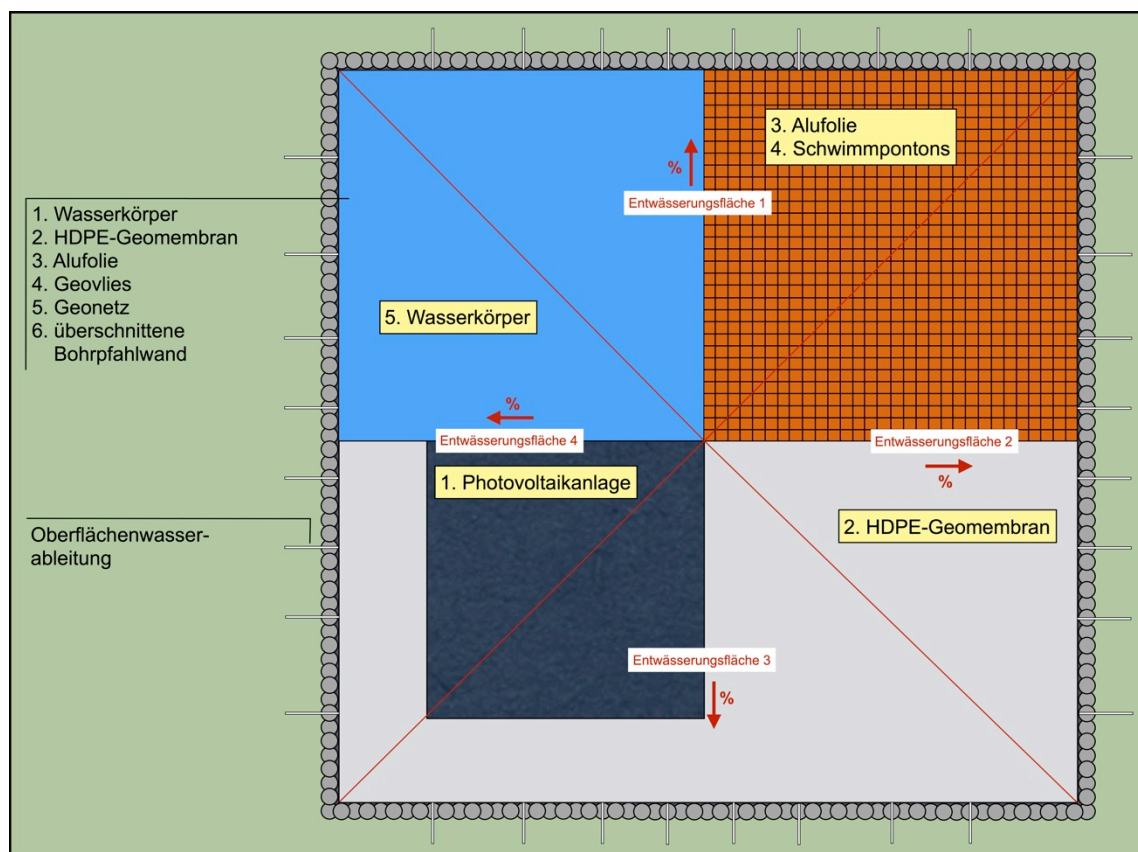 3. Alufolie
4. Schwimmpontons
%
Entwässerungsfläche 1
1. Wasserkörper
2. HDPE-Geomembran
3. Alufolie
4. Geovlies
5. Geonetz
6. überschnittene
Bohrpfahlwand
5. Wasserkörper
%
Entwässerungsfläche 4
Entwässerungsfläche 2
%
1. Photovoltaikanlage
2. HDPE-Geomembran
Oberflächenwasser-
ableitung
Entwässerungsfläche 3
%